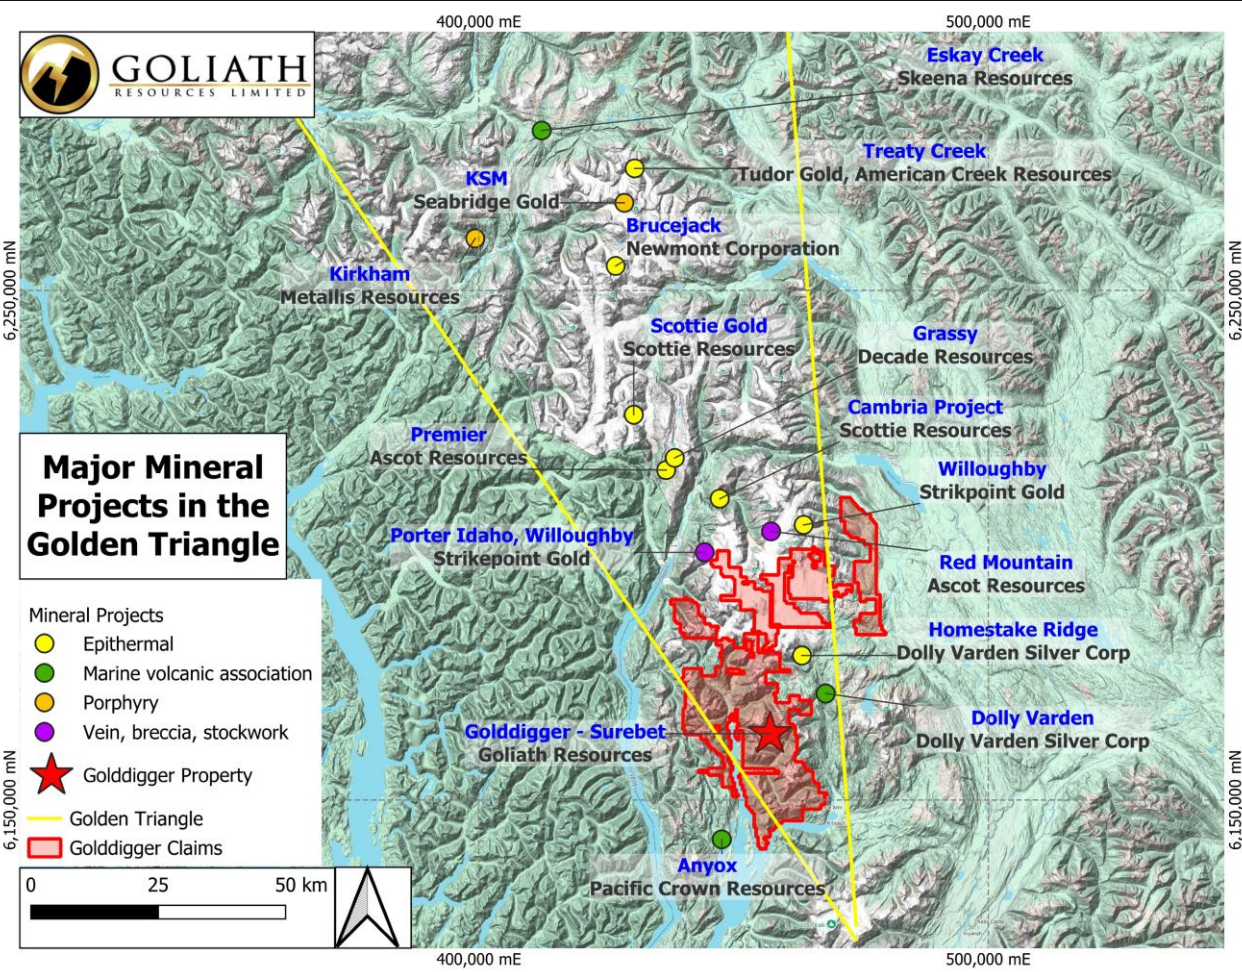 400,000 mE
500,000 mE
GOLIATH
RESOURCES LIMITED
Eskay Creek
Skeena Resources
Treaty Creek
Tudor Gold, American Creek Resources
KSM
Seabridge Gold
Brucejack
Newmont Corporation
Kirkham
Metallis Resources
6,250,000 mN
6,250,000 mN
Scottie Gold
Scottie Resources
Grassy
Decade Resources
Cambria Project
Scottie Resources
Premier
Ascot Resources
Willoughby
Strikpoint Gold
Major Mineral
Projects in the
Golden Triangle
Porter Idaho, Willoughby
Strikepoint Gold
Red Mountain
Ascot Resources
Mineral Projects
Epithermal
Marine volcanic association
Porphyry
Vein, breccia, stockwork
Golddigger Property
Golden Triangle
Golddigger Claims
Homestake Ridge
Dolly Varden Silver Corp
Dolly Varden
Dolly Varden Silver Corp
Golddigger - Surebet
Goliath Resources
6,150,000 mN
6,150,000 mN
Anyox
Pacific Crown Resources
0 25 50 km
400,000 mE
500,000 mE